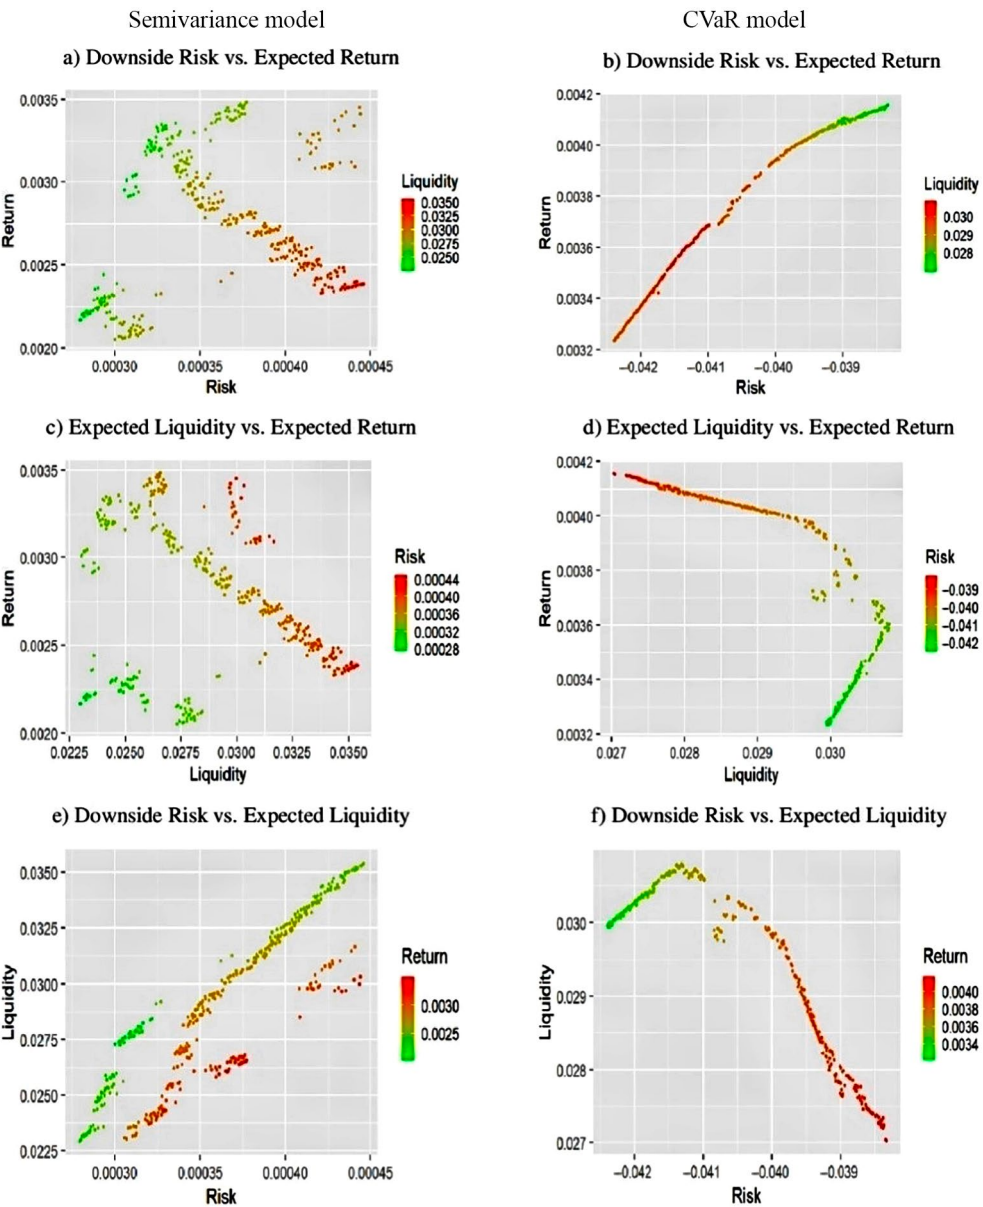 Semivariance model
CVaR model
a) Downside Risk vs. Expected Return
b) Downside Risk vs. Expected Return
0.0035
0.0030
0.0025
0.0020
Return
0.00030 0.00035 0.00040 0.00045
Risk
Liquidity
0.0350
0.0325
0.0300
0.0275
0.0250
0.0042
0.0040
0.0038
0.0036
0.0034
0.0032
Return
−0.042 −0.041 −0.040 −0.039
Risk
Liquidity
0.030
0.029
0.028
c) Expected Liquidity vs. Expected Return
d) Expected Liquidity vs. Expected Return
0.0035
0.0030
0.0025
0.0020
Return
0.0225 0.0250 0.0275 0.0300 0.0325 0.0350
Liquidity
Risk
0.00044
0.00040
0.00036
0.00032
0.00028
0.0042
0.0040
0.0038
0.0036
0.0034
0.0032
Return
0.027 0.028 0.029 0.030
Liquidity
Risk
−0.039
−0.040
−0.041
−0.042
e) Downside Risk vs. Expected Liquidity
f) Downside Risk vs. Expected Liquidity
0.0350
0.0325
0.0300
0.0275
0.0250
0.0225
Liquidity
0.00030 0.00035 0.00040 0.00045
Risk
Return
0.0030
0.0025
0.030
0.029
0.028
0.027
Liquidity
−0.042 −0.041 −0.040 −0.039
Risk
Return
0.0040
0.0038
0.0036
0.0034